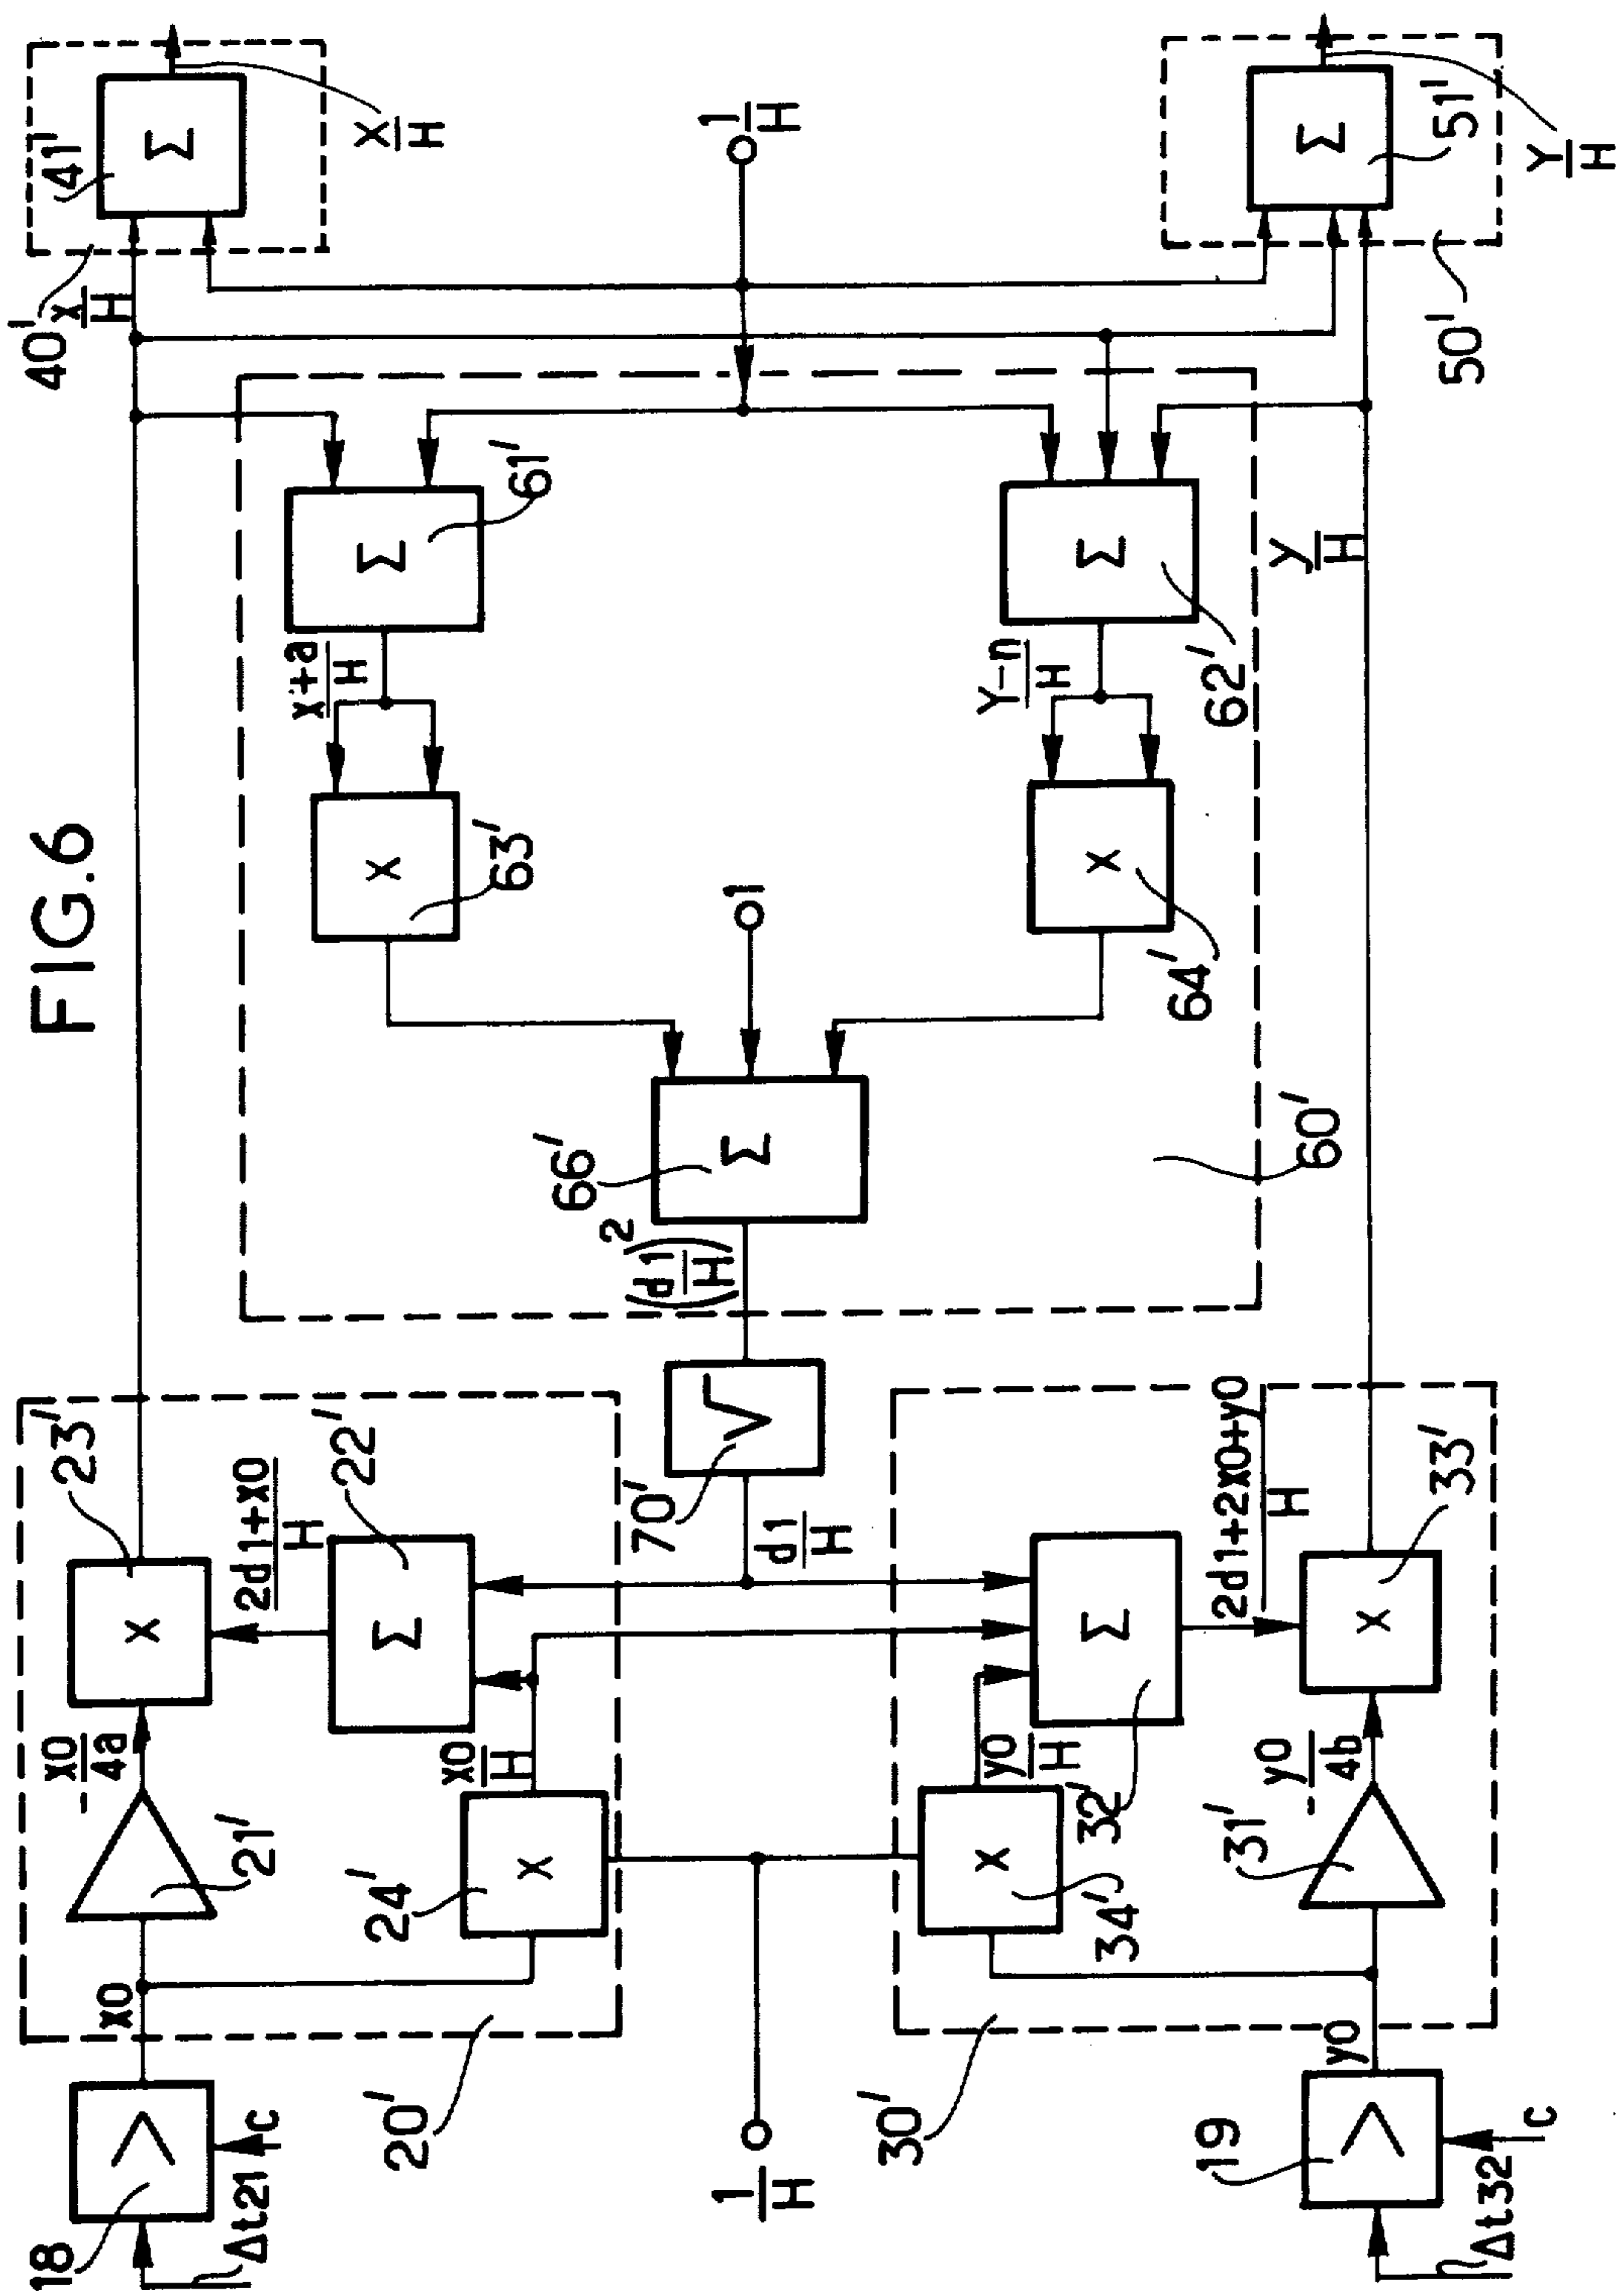 FIG.6
18
Δt21
C
x0
- x0/4a
21'
24'
x0/H
20'
23'
2d1+x0/H
22'
1/H
19
Δt32
C
y0
- y0/4b
31'
34'
y0/H
32'
30'
2d1+2x0+y0/H
33'
70'
√
d1/H
(d1/H)²
66'
Σ
1
60'
63'
X
64'
X
x+a/H
61'
Σ
Y-n/H
62'
Σ
y/H
x/H
40'
41'
Σ
X/H
1/H
50'
51'
Σ
Y/H
X
Σ
X
X
Σ
X